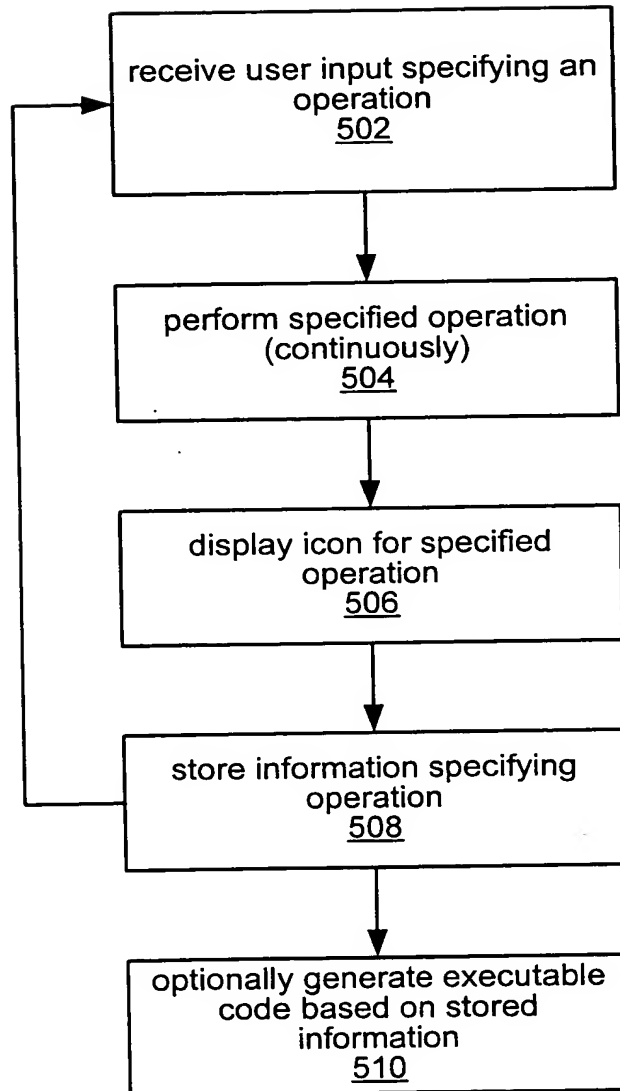 receive user input specifying an
operation
502
perform specified operation
(continuously)
504
display icon for specified
operation
506
store information specifying
operation
508
optionally generate executable
code based on stored
information
510